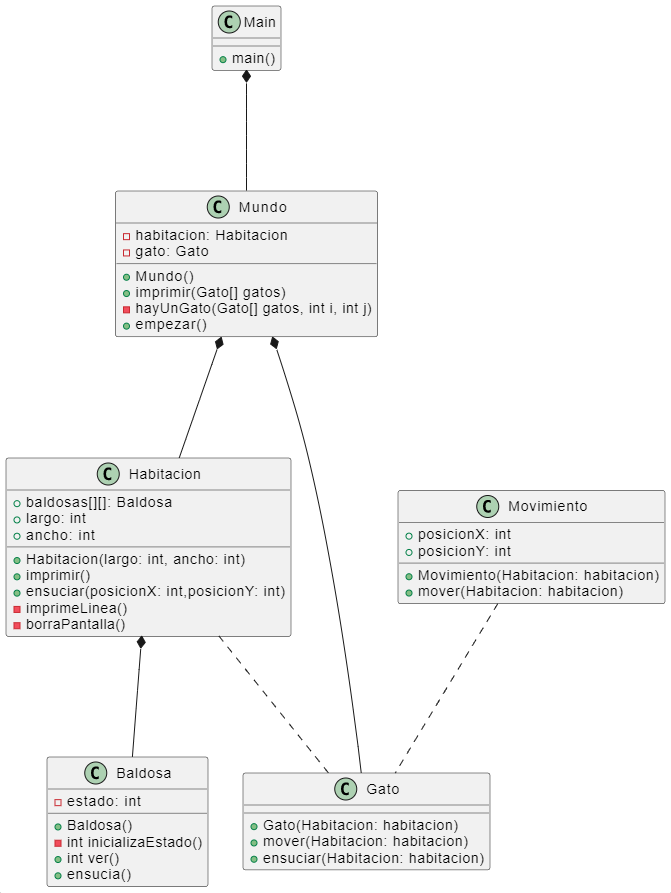 C Main
main()
C Mundo
habitacion: Habitacion
gato: Gato
Mundo()
imprimir(Gato[] gatos)
hayUnGato(Gato[] gatos, int i, int j)
empezar()
C Habitacion
baldosas[][]: Baldosa
largo: int
ancho: int
Habitacion(largo: int, ancho: int)
imprimir()
ensuciar(posicionX: int,posicionY: int)
imprimeLinea()
borraPantalla()
C Movimiento
posicionX: int
posicionY: int
Movimiento(Habitacion: habitacion)
mover(Habitacion: habitacion)
C Baldosa
estado: int
Baldosa()
int inicializaEstado()
int ver()
ensucia()
C Gato
Gato(Habitacion: habitacion)
mover(Habitacion: habitacion)
ensuciar(Habitacion: habitacion)